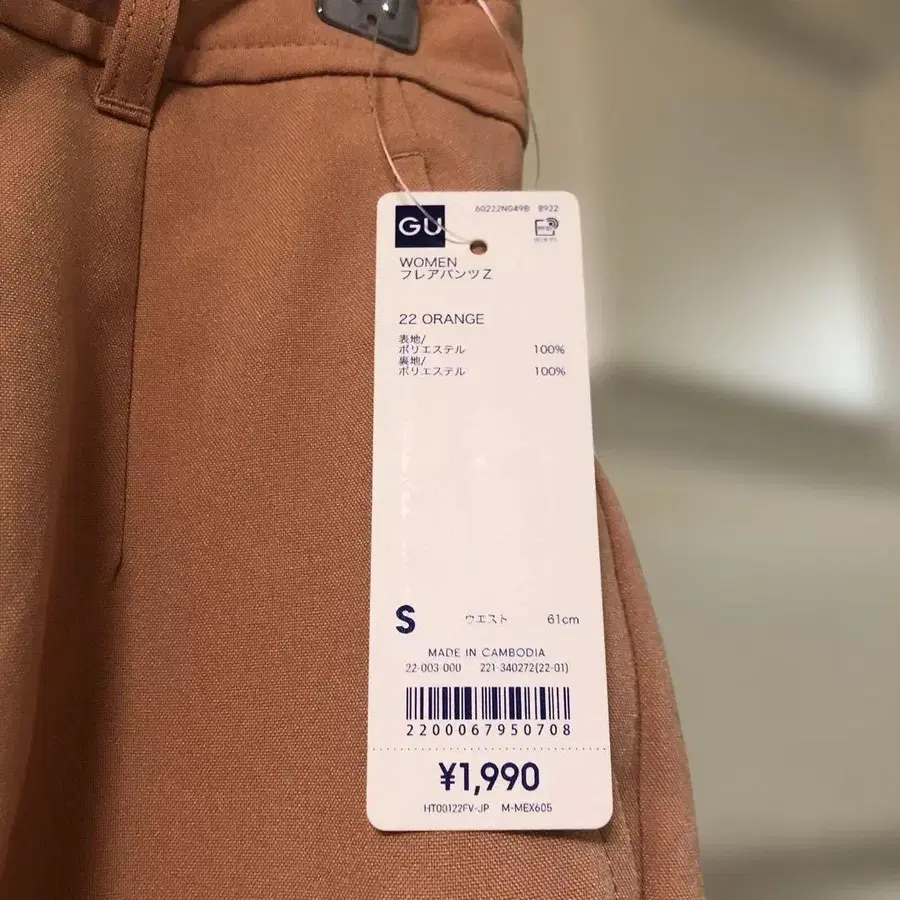 60222N049B 8922
GU
WOMEN
フレアパンツZ
22 ORANGE
表地/
ポリエステル 100%
裏地/
ポリエステル 100%
S ウエスト 61cm
MADE IN CAMBODIA
22-003-000 221-340272(22-01)
2200067950708
¥1,990
HT00122FV-JP M-MEX605